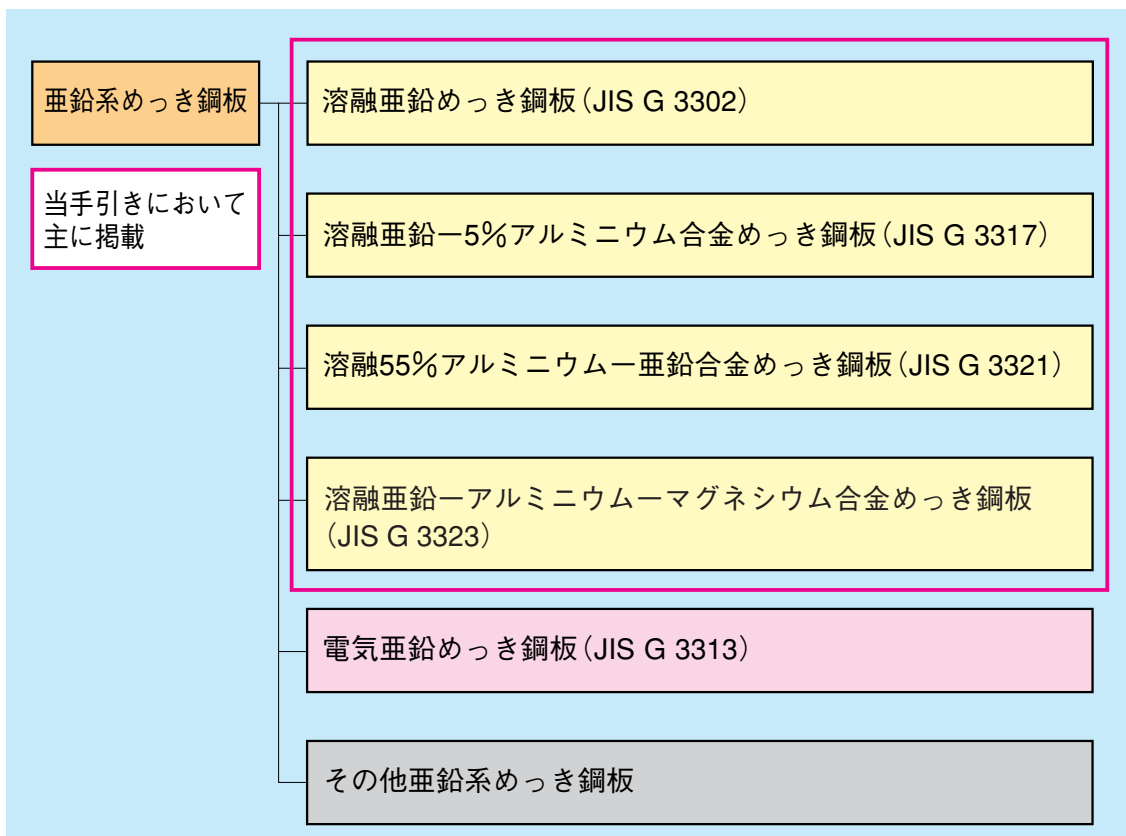 亜鉛系めっき鋼板
当手引きにおいて
主に掲載
溶融亜鉛めっき鋼板(JIS G 3302)
溶融亜鉛ー5%アルミニウム合金めっき鋼板(JIS G 3317)
溶融55%アルミニウムー亜鉛合金めっき鋼板(JIS G 3321)
溶融亜鉛ーアルミニウムーマグネシウム合金めっき鋼板
(JIS G 3323)
電気亜鉛めっき鋼板(JIS G 3313)
その他亜鉛系めっき鋼板